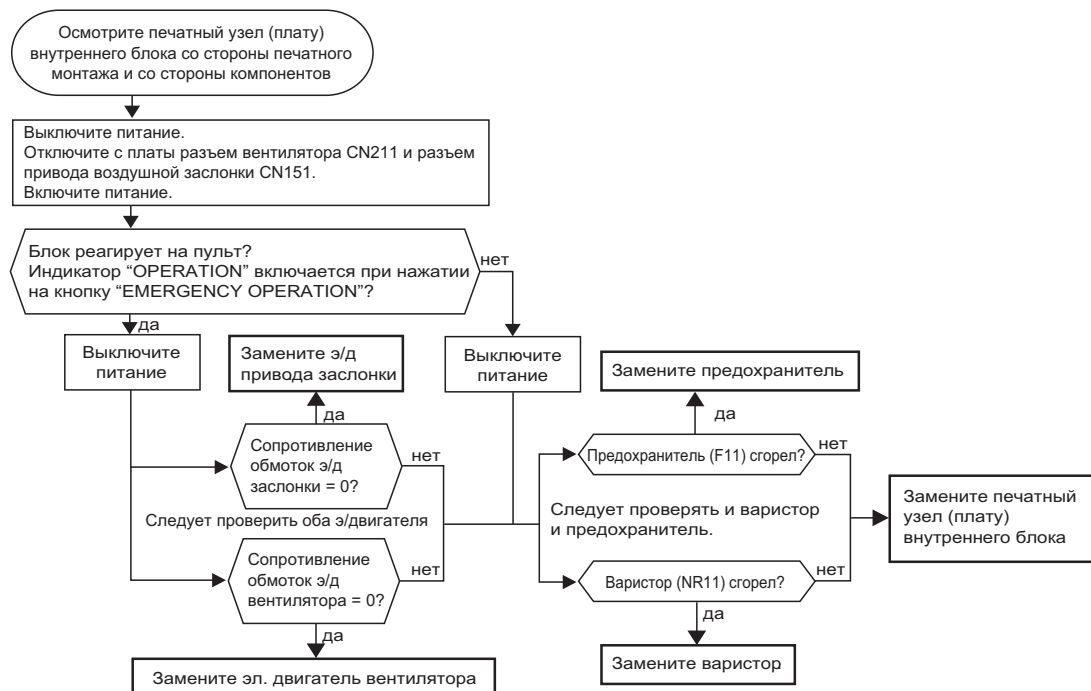 Осмотрите печатный узел (плату)
внутреннего блока со стороны печатного
монтажа и со стороны компонентов
Выключите питание.
Отключите с платы разъем вентилятора CN211 и разъем
привода воздушной заслонки CN151.
Включите питание.
Блок реагирует на пульт?
Индикатор “OPERATION” включается при нажатии
на кнопку “EMERGENCY OPERATION”?
нет
да
Выключите
питание
Замените э/д
привода заслонки
Выключите
питание
Замените предохранитель
да
да
Сопротивление
обмоток э/д
заслонки = 0?
нет
Предохранитель (F11) сгорел?
нет
Следует проверить оба э/двигателя
Следует проверять и варистор
и предохранитель.
Замените печатный
узел (плату)
внутреннего блока
Сопротивление
обмоток э/д
вентилятора = 0?
нет
Варистор (NR11) сгорел?
нет
да
да
Замените эл. двигатель вентилятора
Замените варистор